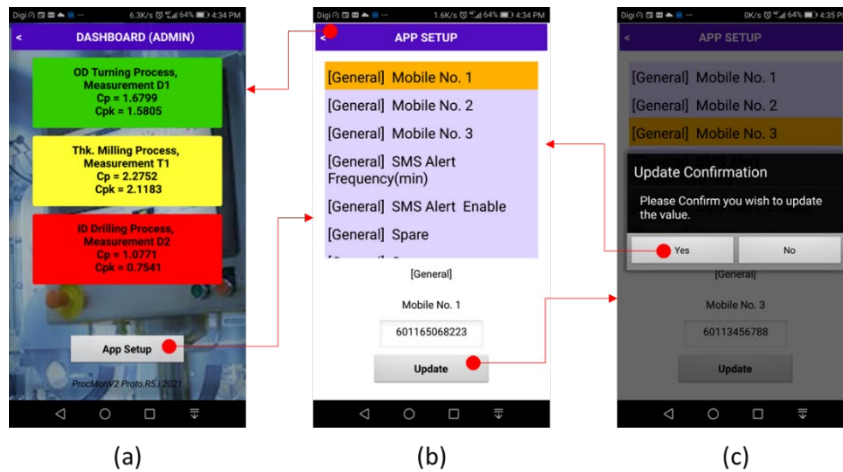 Digi 6.3K/s 64% 4:34 PM
< DASHBOARD (ADMIN)
OD Turning Process,
Measurement D1
Cp = 1.6799
Cpk = 1.5805
Thk. Milling Process,
Measurement T1
Cp = 2.2752
Cpk = 2.1183
ID Drilling Process,
Measurement D2
Cp = 1.0771
Cpk = 0.7541
App Setup
ProcMonV2.Proto.R5.I.2021
(a)
Digi 1.6K/s 64% 4:34 PM
< APP SETUP
[General] Mobile No. 1
[General] Mobile No. 2
[General] Mobile No. 3
[General] SMS Alert
Frequency(min)
[General] SMS Alert Enable
[General] Spare
[General]
Mobile No. 1
601165068223
Update
(b)
Digi 0K/s 64% 4:35 PM
< APP SETUP
[General] Mobile No. 1
[General] Mobile No. 2
[General] Mobile No. 3
Update Confirmation
Please Confirm you wish to update
the value.
Yes No
[General]
Mobile No. 3
60113456788
Update
(c)